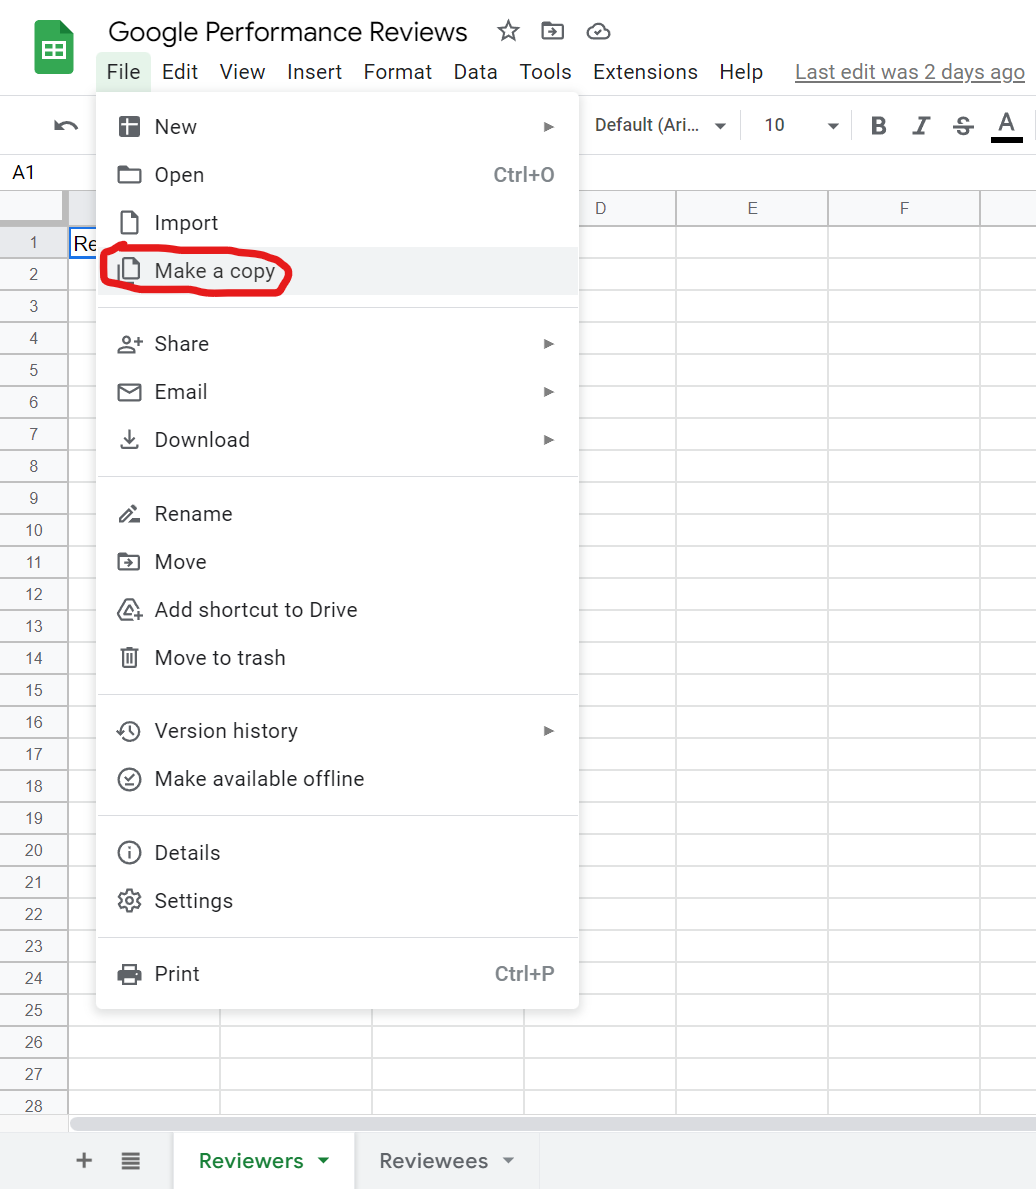 Google Performance Reviews
File Edit View Insert Format Data Tools Extensions Help Last edit was 2 days ago
Default (Ari... 10 B I S A
A1
D E F
New
Open Ctrl+O
Import
Make a copy
Share
Email
Download
Rename
Move
Add shortcut to Drive
Move to trash
Version history
Make available offline
Details
Settings
Print Ctrl+P
1 Re
2
3
4
5
6
7
8
9
10
11
12
13
14
15
16
17
18
19
20
21
22
23
24
25
26
27
28
Reviewers Reviewees